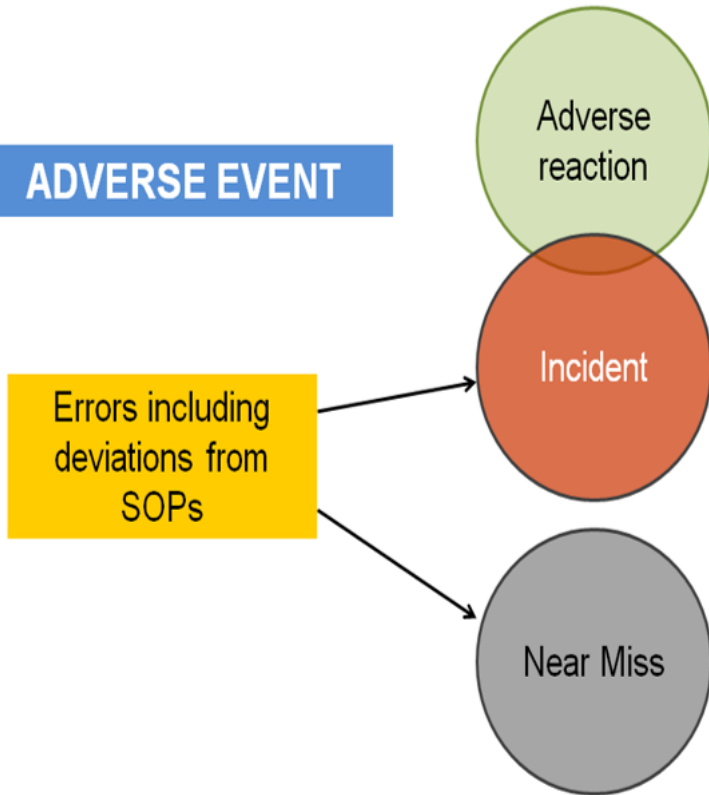 Adverse
reaction
ADVERSE EVENT
Incident
Errors including
deviations from
SOPs
Near Miss